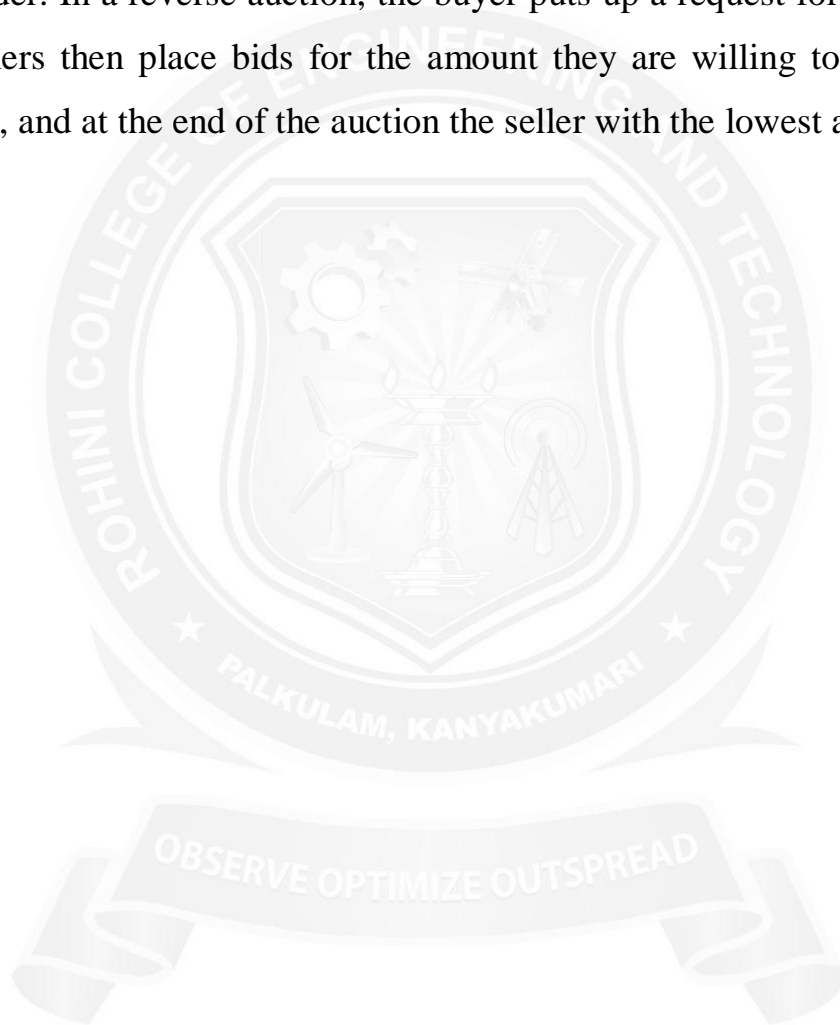 In a reverse auction, the buyer puts up a request for
then place bids for the amount they are willing to
, and at the end of the auction the seller with the lowest
ROHINI COLLEGE OF ENGINEERING AND TECHNOLOGY
PALKULAM, KANYAKUMARI
OBSERVE OPTIMIZE OUTSPREAD